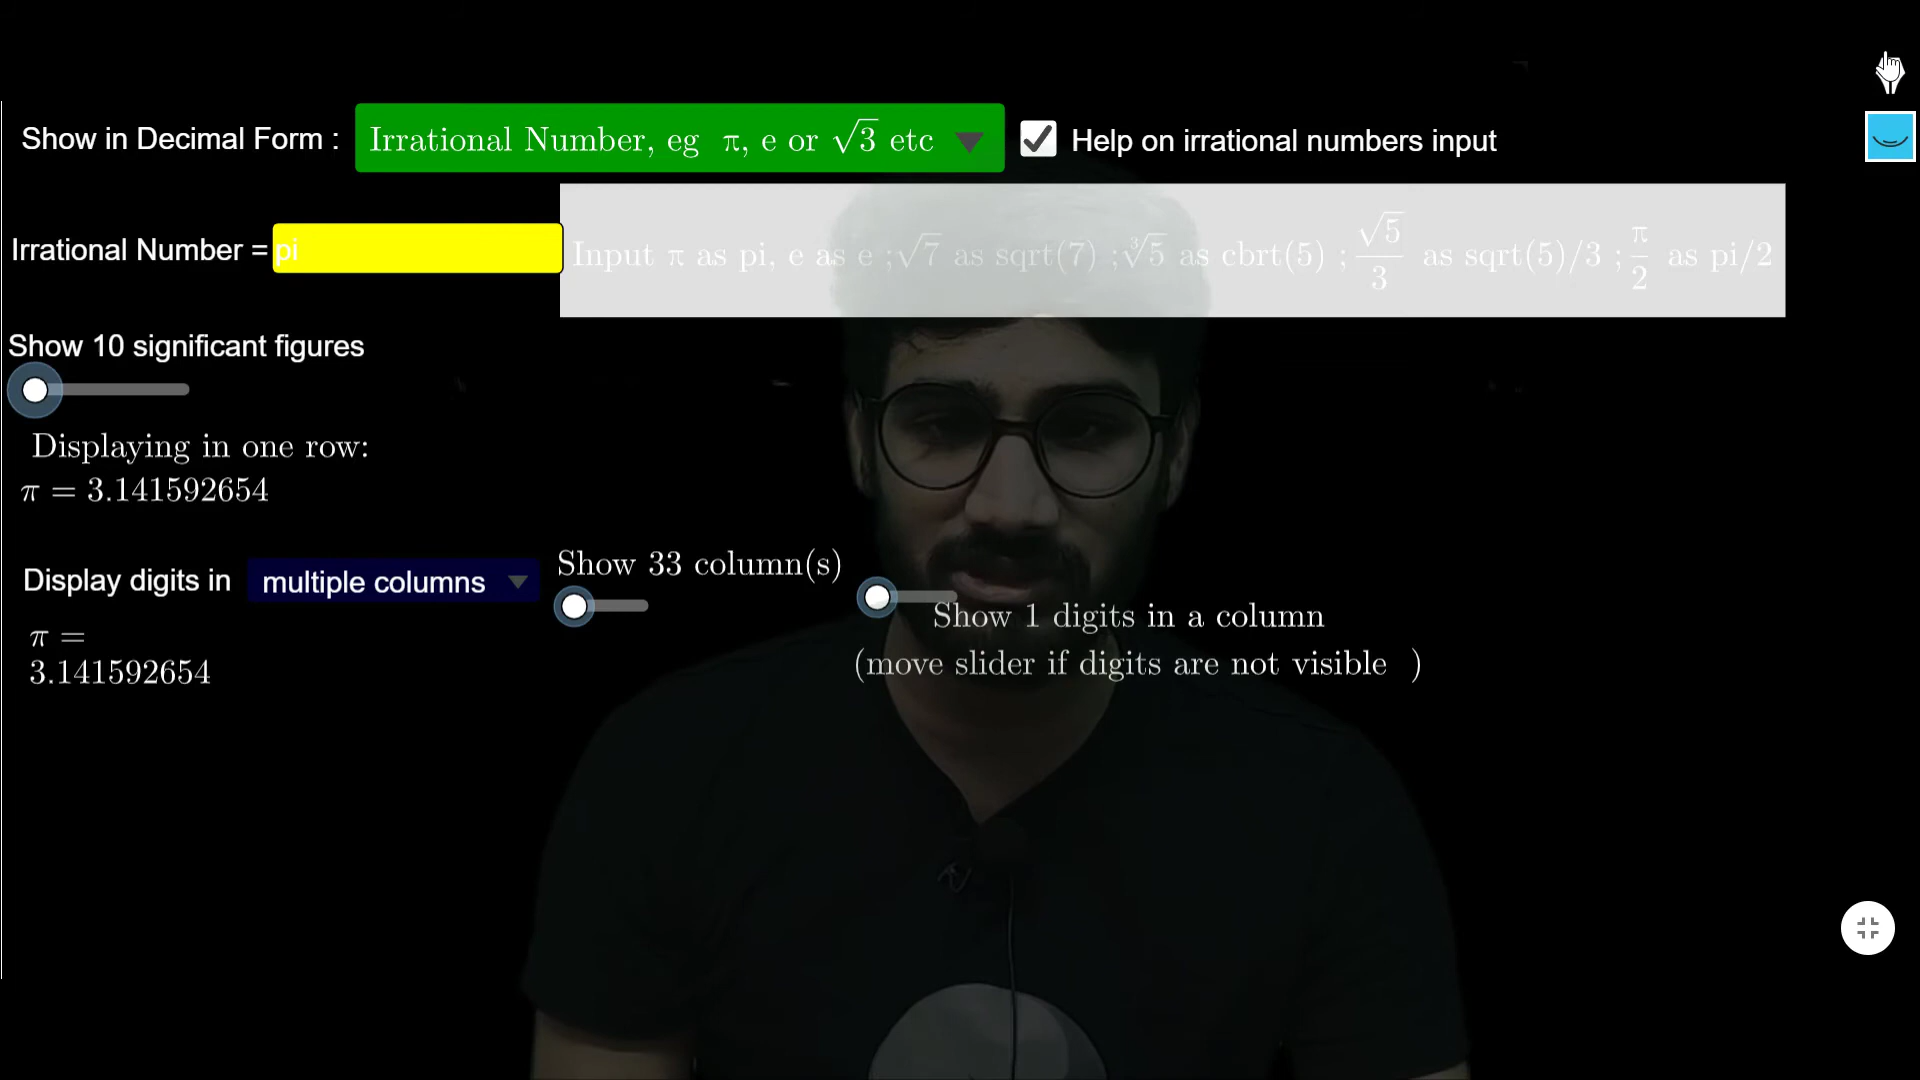 Show in Decimal Form : Irrational Number, eg π, e or √3 etc Help on irrational numbers input
Irrational Number = pi Input π as pi, e as e ;√7 as sqrt(7) ;∛5 as cbrt(5) ; √5/3 as sqrt(5)/3 ; π/2 as pi/2
Show 10 significant figures
Displaying in one row:
π = 3.141592654
Display digits in multiple columns Show 33 column(s)
Show 1 digits in a column
(move slider if digits are not visible )
π =
3.141592654